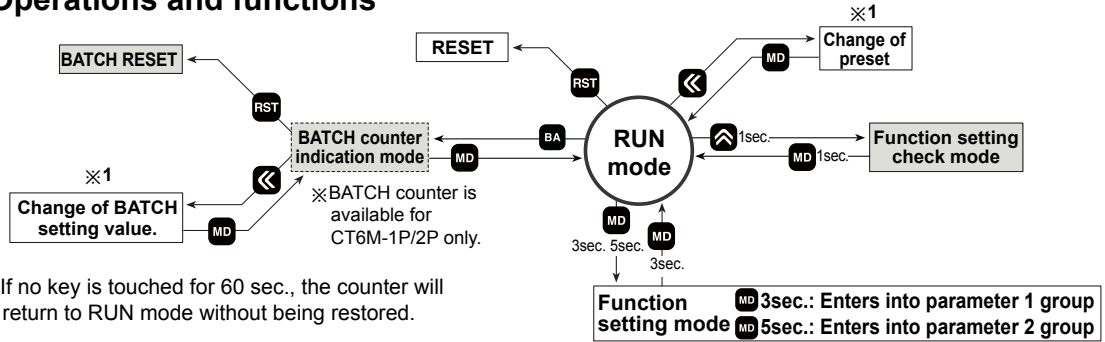 Operations and functions
※1
BATCH RESET
RESET
Change of
preset
MD
RST
RST
BATCH counter
indication mode
BA
MD
RUN
mode
1sec.
MD 1sec.
Function setting
check mode
※1
Change of BATCH
setting value.
MD
※BATCH counter is
available for
CT6M-1P/2P only.
MD
3sec. 5sec.
MD
3sec.
If no key is touched for 60 sec., the counter will
return to RUN mode without being restored.
Function
setting mode
MD 3sec.: Enters into parameter 1 group
MD 5sec.: Enters into parameter 2 group